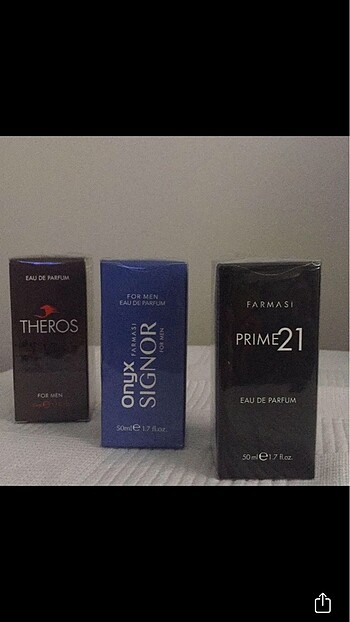 EAU DE PARFUM
THEROS
FOR MEN
FOR MEN
EAU DE PARFUM
Onyx
FARMASI
SIGNOR
FOR MEN
50ml e 1.7 fl.oz.
FARMASI
PRIME21
EAU DE PARFUM
50 ml e 1.7 fl.oz.